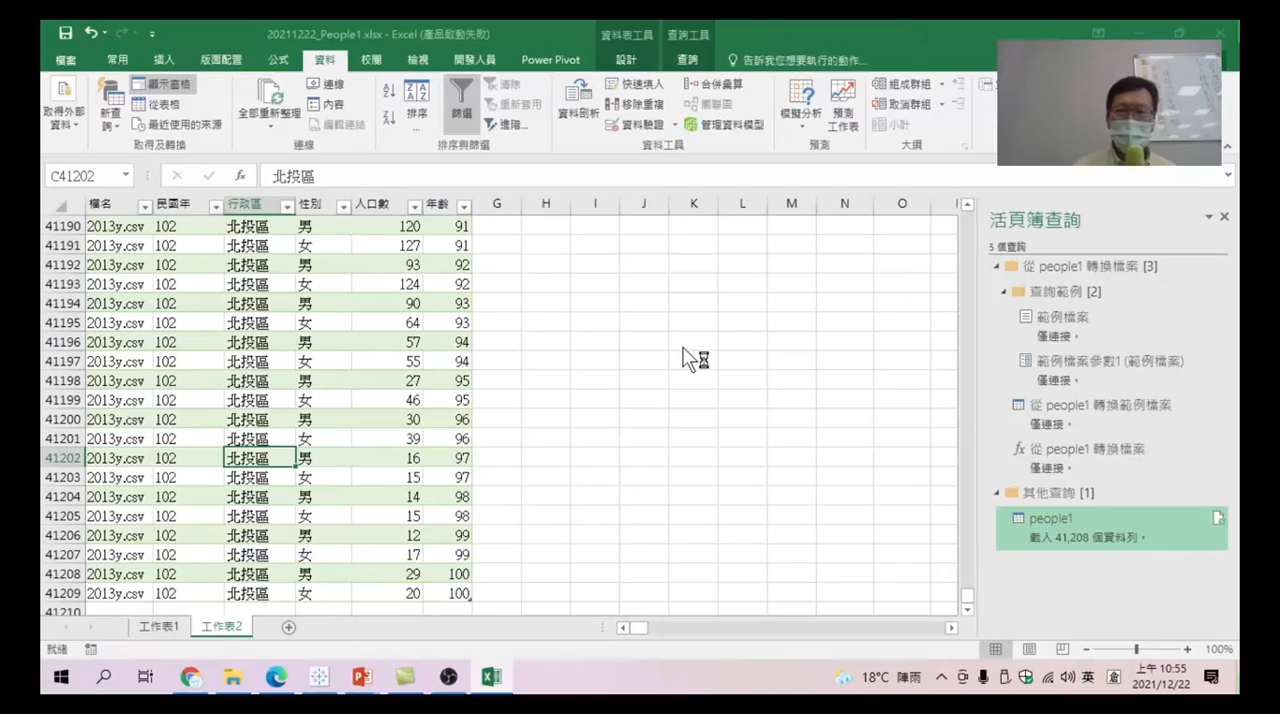 20211222_People1.xlsx - Excel (產品啟動失敗)
資料表工具 查詢工具
檔案 常用 插入 版面配置 公式 資料 校閱 檢視 開發人員 Power Pivot 設計 查詢 告訴我您想要執行的動作...
取得外部資料 新查詢 顯示窗格 從表格 最近使用的來源
取得及轉換
全部重新整理 連線 內容 編輯連結
連線
排序... 篩選 清除 重新套用 進階...
排序與篩選
資料剖析 快速填入 移除重複 資料驗證 合併彙算 關聯圖 管理資料模型
資料工具
模擬分析 預測工作表
預測
組成群組 取消群組 小計
大綱
C41202 fx 北投區
檔名 民國年 行政區 性別 人口數 年齡 G H I J K L M N O
41190 2013y.csv 102 北投區 男 120 91
41191 2013y.csv 102 北投區 女 127 91
41192 2013y.csv 102 北投區 男 93 92
41193 2013y.csv 102 北投區 女 124 92
41194 2013y.csv 102 北投區 男 90 93
41195 2013y.csv 102 北投區 女 64 93
41196 2013y.csv 102 北投區 男 57 94
41197 2013y.csv 102 北投區 女 55 94
41198 2013y.csv 102 北投區 男 27 95
41199 2013y.csv 102 北投區 女 46 95
41200 2013y.csv 102 北投區 男 30 96
41201 2013y.csv 102 北投區 女 39 96
41202 2013y.csv 102 北投區 男 16 97
41203 2013y.csv 102 北投區 女 15 97
41204 2013y.csv 102 北投區 男 14 98
41205 2013y.csv 102 北投區 女 15 98
41206 2013y.csv 102 北投區 男 12 99
41207 2013y.csv 102 北投區 女 17 99
41208 2013y.csv 102 北投區 男 29 100
41209 2013y.csv 102 北投區 女 20 100
41210
活頁簿查詢
5 個查詢
從 people1 轉換檔案 [3]
查詢範例 [2]
範例檔案
僅連接。
範例檔案參數1 (範例檔案)
僅連接。
從 people1 轉換範例檔案
僅連接。
fx 從 people1 轉換檔案
僅連接。
其他查詢 [1]
people1
載入 41,208 個資料列。
工作表1 工作表2
就緒 100%
18°C 陣雨 英 倉 上午 10:55
2021/12/22